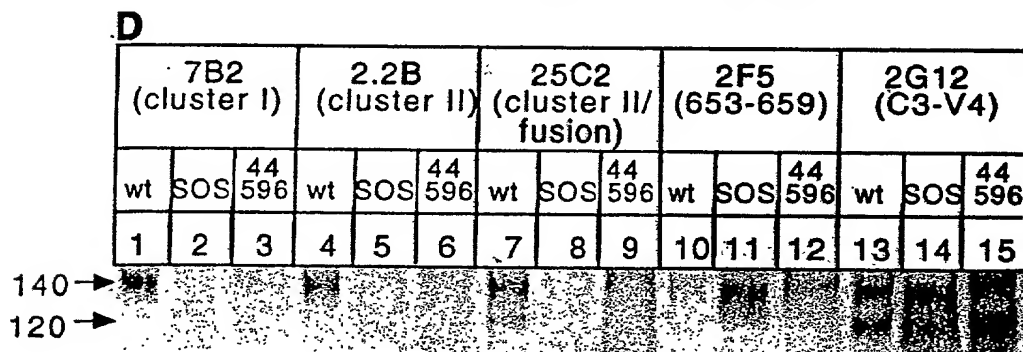 D
7B2 2.2B 25C2 2F5 2G12
(cluster I) (cluster II) (cluster II/ (653-659) (C3-V4)
fusion)
44 44 44 44 44
wt SOS 596 wt SOS 596 wt SOS 596 wt SOS 596 wt SOS 596
1 2 3 4 5 6 7 8 9 10 11 12 13 14 15
140
120